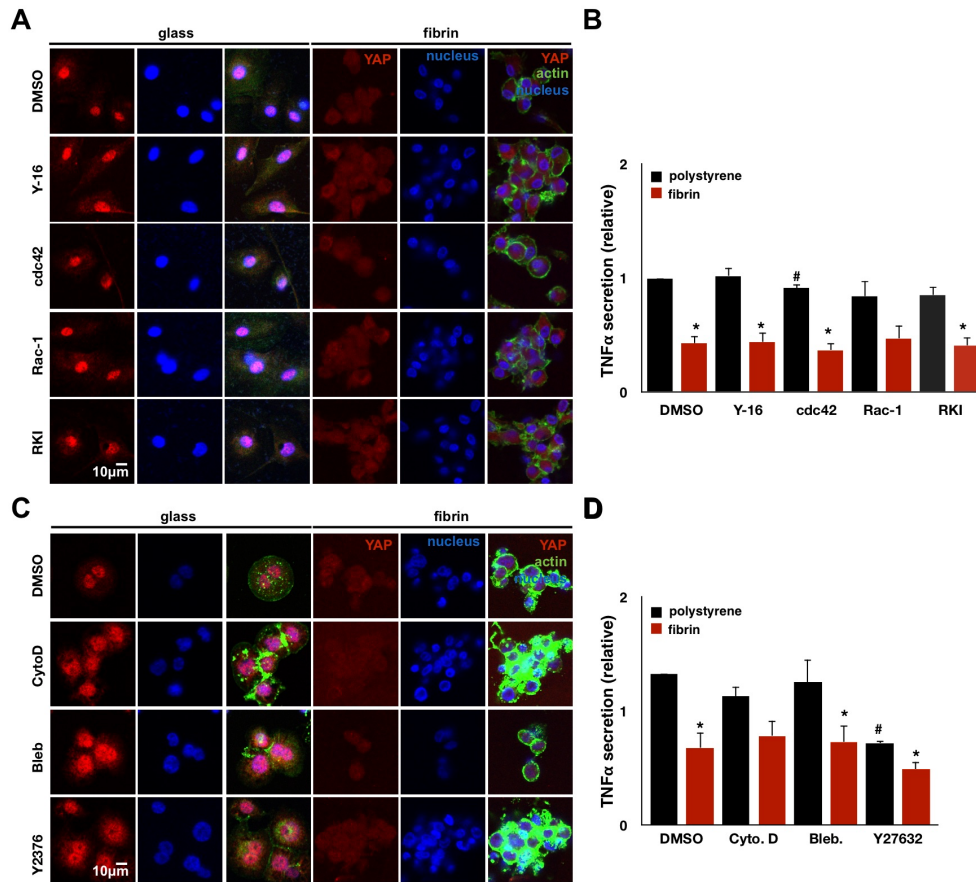 A
glass
fibrin
DMSO
YAP
nucleus
YAP
actin
nucleus
Y-16
cdc42
Rac-1
RKI
10μm
B
TNFα secretion (relative)
2
1
0
polystyrene
fibrin
#
*
*
*
*
DMSO
Y-16
cdc42
Rac-1
RKI
C
glass
fibrin
DMSO
YAP
nucleus
YAP
actin
nucleus
CytoD
Bleb
Y2376
10μm
D
TNFα secretion (relative)
2
1
0
polystyrene
fibrin
*
*
#
*
DMSO
Cyto. D
Bleb.
Y27632